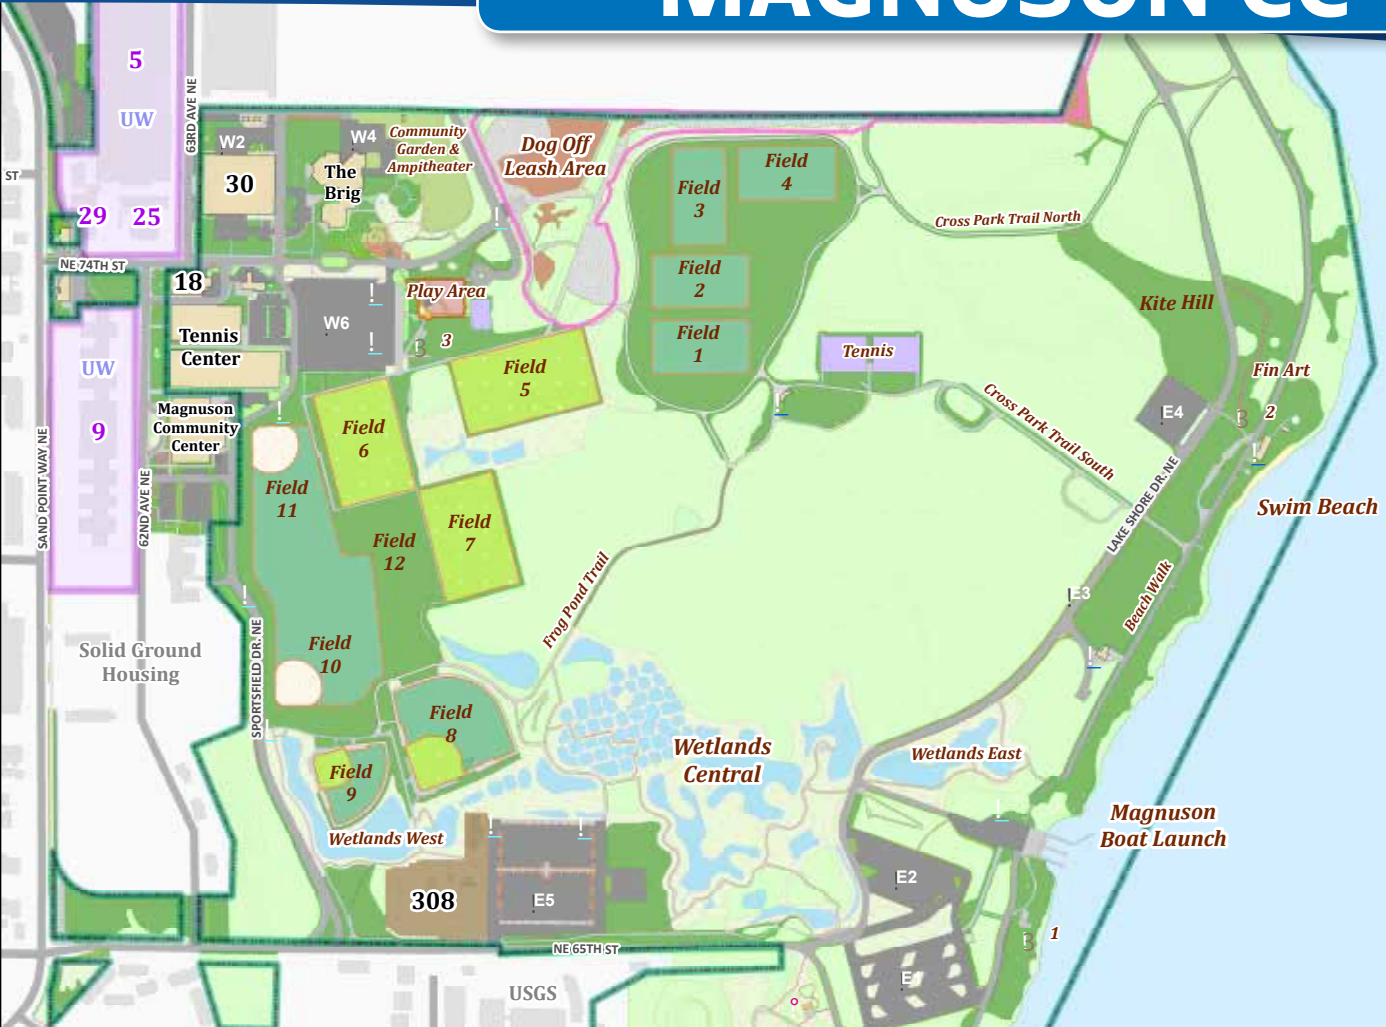 MAGNUSON CC
5
UW
63RD AVE NE
W2
W4
Community
Garden &
Ampitheater
Dog Off
Leash Area
Field
4
Field
3
ST
30
The
Brig
29
25
Cross Park Trail North
NE 74TH ST
18
Play Area
Field
2
Kite Hill
Tennis
Center
W6
3
3
Field
1
Tennis
UW
Field
5
Fin Art
Magnuson
Community
Center
9
Field
6
Cross Park Trail South
E4
3
2
SAND POINT WAY NE
62ND AVE NE
Field
11
Field
7
Field
12
LAKE SHORE DR. NE
Swim Beach
Frog Pond Trail
E3
Beach Walk
Solid Ground
Housing
SPORTSFIELD DR. NE
Field
10
4
Field
8
Wetlands
Central
Wetlands East
Field
9
Wetlands West
Magnuson
Boat Launch
308
E5
E2
3
1
NE 65TH ST
USGS
E1